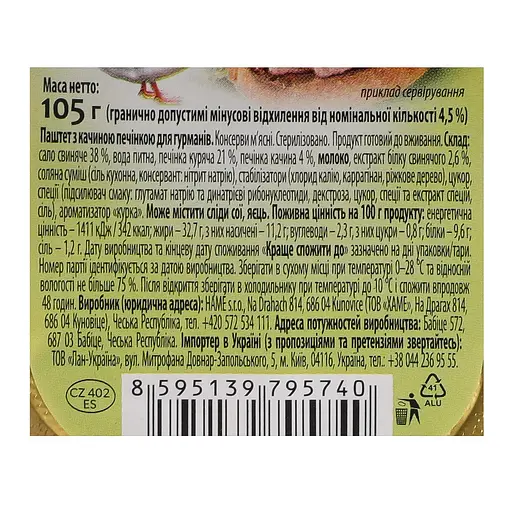 Маса нетто:
105 г (гранично допустимі мінусові відхилення від номінальної кількості 4,5 %)
приклад сервірування
Паштет з качиною печінкою для гурманів. Консерви м'ясні. Стерилізовано. Продукт готовий до вживання. Склад:
сало свиняче 38 %, вода питна, печінка куряча 21 %, печінка качина 4 %, молоко, екстракт білку свинячого 2,6 %,
соляна суміш (сіль кухонна, консервант: нітрит натрію), стабілізатори (хлорид калію, каррагінан, ріжкове дерево), цукор,
спеції (підсилювач смаку: глутамат натрію та динатрієві рибонуклеотиди, декстроза, цукор, спеції та екстракт спецій,
сіль), ароматизатор «курка». Може містити сліди сої, яєць. Поживна цінність на 100 г продукту: енергетична
цінність – 1411 кДж / 342 ккал; жири – 32,7 г, з них насичені – 11,2 г; вуглеводи – 2,3 г, з них цукри – 0,8 г; білки – 9,6 г;
сіль – 1,2 г. Дату виробництва та кінцеву дату споживання «Краще спожити до» зазначено на дні упаковки/тари.
Номер партії ідентифікується за датою виробництва. Зберігати в сухому місці при температурі 0–28 °С та відносній
вологості не більше 75 %. Після відкриття зберігати в холодильнику при температурі до 10 °С і спожити впродовж
48 годин. Виробник (юридична адреса): HAME s.r.o., Na Drahach 814, 686 04 Kunovice (ТОВ «ХАМЕ», На Драгах 814,
686 04 Куновіце), Чеська Республіка, тел. +420 572 534 111. Адреса потужностей виробництва: Бабіце 572,
687 03 Бабіце, Чеська Республіка. Імпортер в Україні (з пропозиціями та претензіями звертайтесь):
ТОВ «Лан-Україна», вул. Митрофана Довнар-Запольського, 5, м. Київ, 04116, Україна, тел.: +38 044 236 95 55.
CZ 402
ES
8 595139 795740
41
ALU